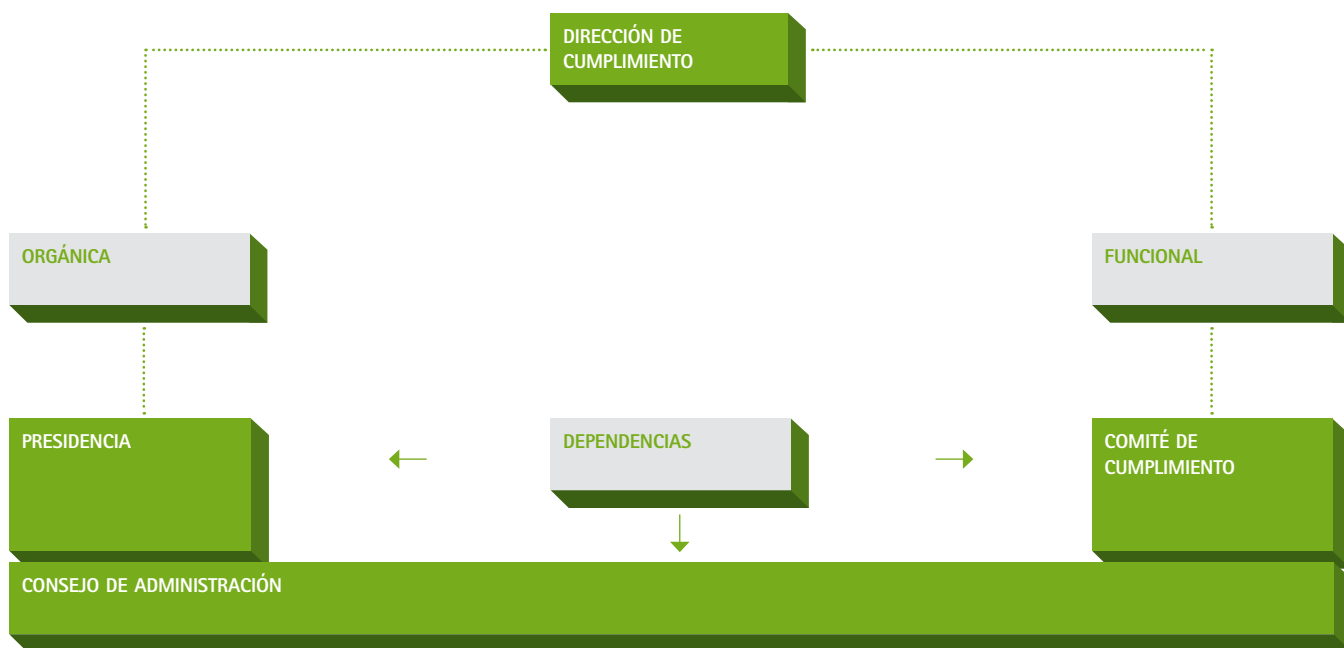 DIRECCIÓN DE
CUMPLIMIENTO
ORGÁNICA
FUNCIONAL
PRESIDENCIA
DEPENDENCIAS
COMITÉ DE
CUMPLIMIENTO
CONSEJO DE ADMINISTRACIÓN